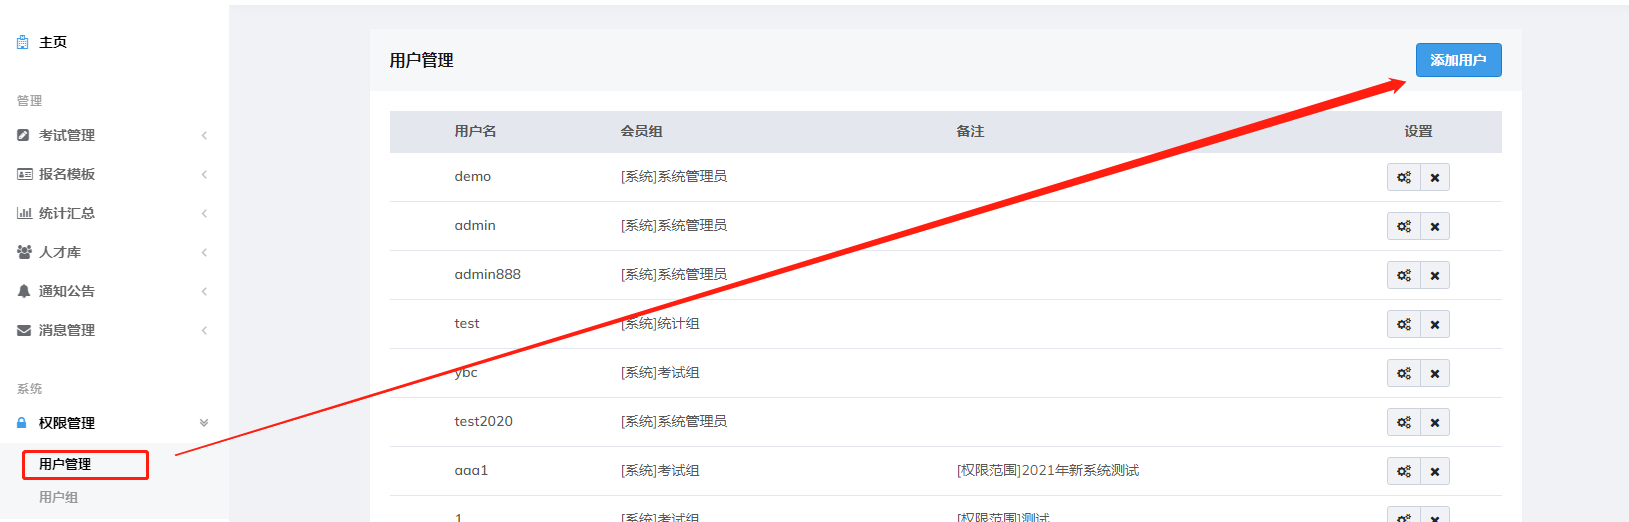 主页
管理
考试管理
报名模板
统计汇总
人才库
通知公告
消息管理
系统
权限管理
用户管理
用户组
用户管理
添加用户
用户名 会员组 备注 设置
demo [系统]系统管理员
admin [系统]系统管理员
admin888 [系统]系统管理员
test [系统]统计组
ybc [系统]考试组
test2020 [系统]系统管理员
aaa1 [系统]考试组 [权限范围]2021年新系统测试
1 [系统]考试组 [权限范围]测试